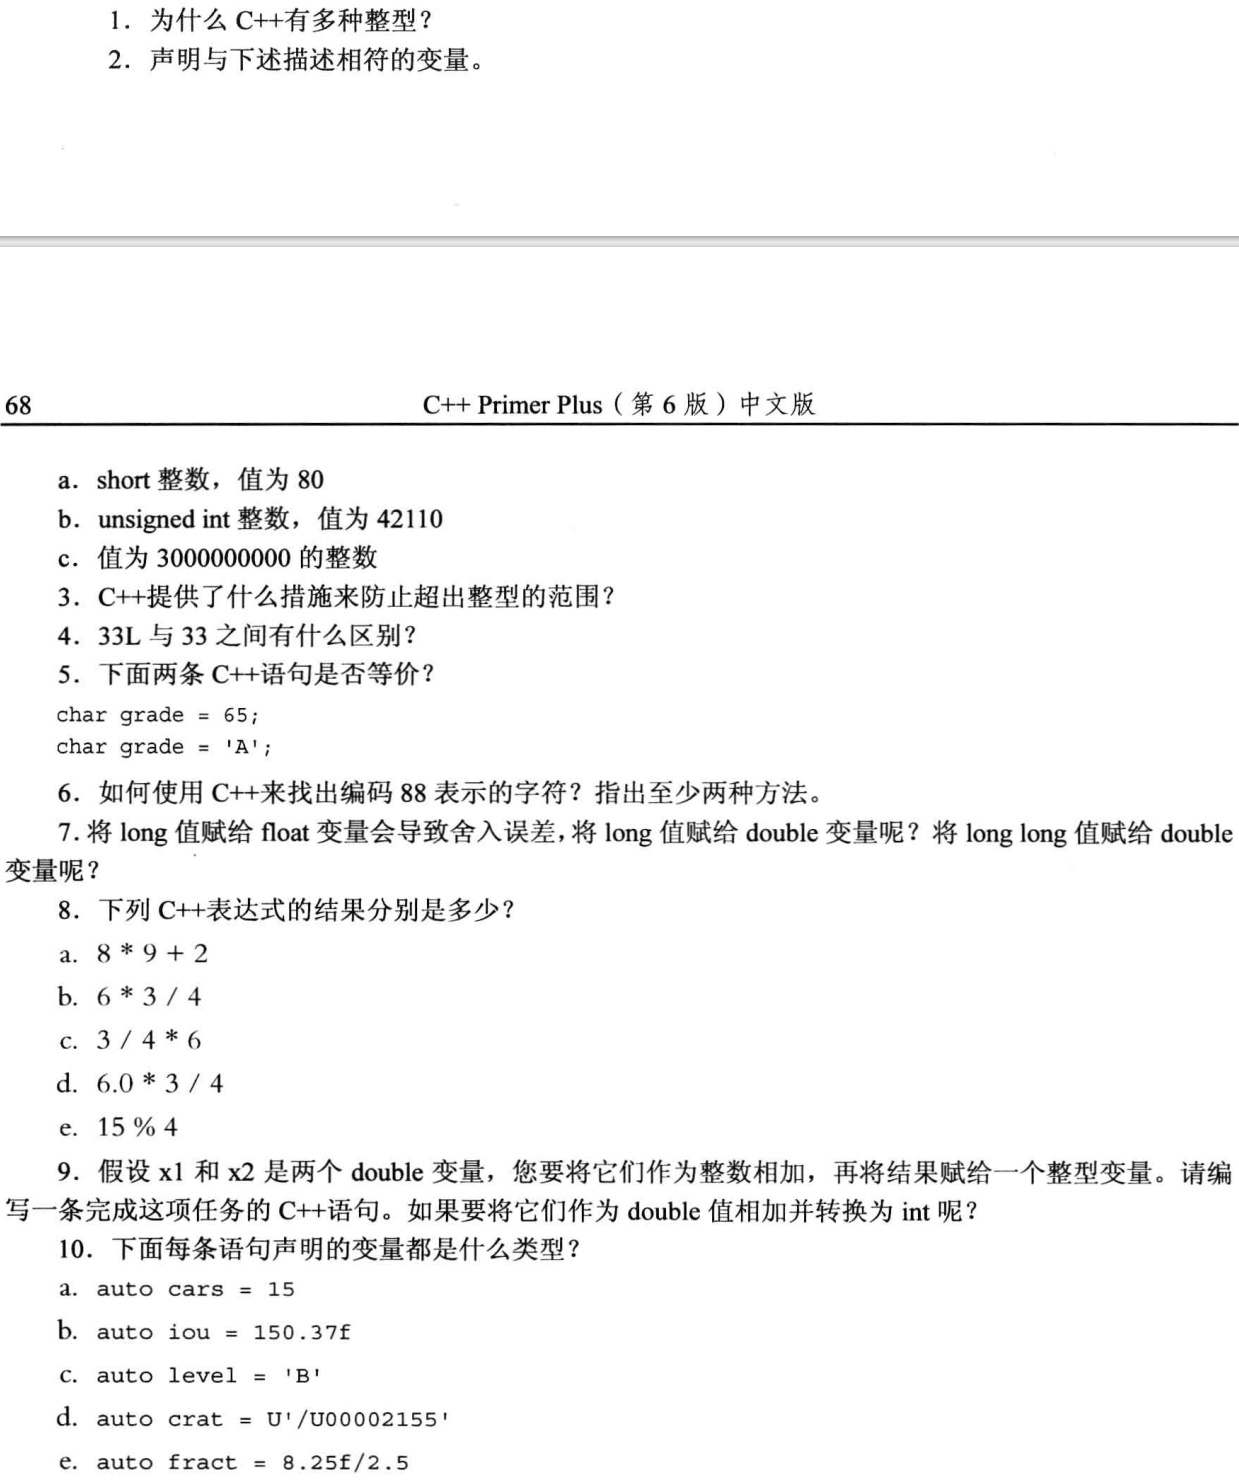 1．为什么 C++有多种整型？
2．声明与下述描述相符的变量。
68
C++ Primer Plus（第 6 版）中文版
a．short 整数，值为 80
b．unsigned int 整数，值为 42110
c．值为 3000000000 的整数
3．C++提供了什么措施来防止超出整型的范围？
4．33L 与 33 之间有什么区别？
5．下面两条 C++语句是否等价？
char grade = 65;
char grade = 'A';
6．如何使用 C++来找出编码 88 表示的字符？指出至少两种方法。
7. 将 long 值赋给 float 变量会导致舍入误差，将 long 值赋给 double 变量呢？将 long long 值赋给 double
变量呢？
8．下列 C++表达式的结果分别是多少？
a. 8 * 9 + 2
b. 6 * 3 / 4
c. 3 / 4 * 6
d. 6.0 * 3 / 4
e. 15 % 4
9．假设 x1 和 x2 是两个 double 变量，您要将它们作为整数相加，再将结果赋给一个整型变量。请编
写一条完成这项任务的 C++语句。如果要将它们作为 double 值相加并转换为 int 呢？
10．下面每条语句声明的变量都是什么类型？
a. auto cars = 15
b. auto iou = 150.37f
c. auto level = 'B'
d. auto crat = U'/U00002155'
e. auto fract = 8.25f/2.5